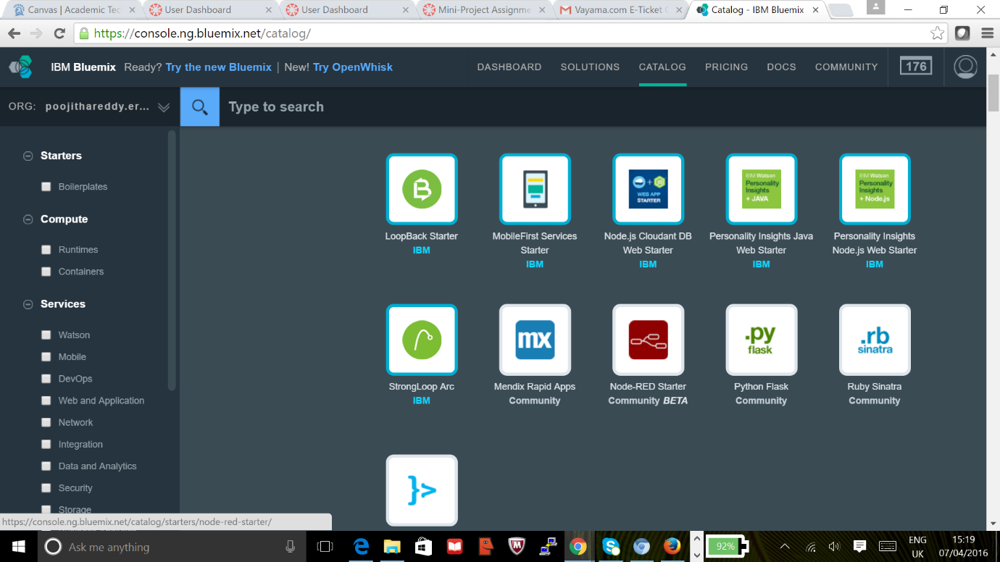 Canvas | Academic Tec
User Dashboard
User Dashboard
Mini-Project Assignme
Vayama.com E-Ticket
Catalog - IBM Bluemix
https://console.ng.bluemix.net/catalog/
IBM Bluemix Ready? Try the new Bluemix | New! Try OpenWhisk
DASHBOARD SOLUTIONS CATALOG PRICING DOCS COMMUNITY 176
ORG: poojithareddy.er...
Type to search
Starters
Boilerplates
Compute
Runtimes
Containers
Services
Watson
Mobile
DevOps
Web and Application
Network
Integration
Data and Analytics
Security
Storage
LoopBack Starter
IBM
MobileFirst Services
Starter
IBM
WEB APP
STARTER
Node.js Cloudant DB
Web Starter
IBM
IBM Watson
Personality
Insights
+ JAVA
Personality Insights Java
Web Starter
IBM
IBM Watson
Personality
Insights
+ Node.js
Personality Insights
Node.js Web Starter
IBM
StrongLoop Arc
IBM
mx
Mendix Rapid Apps
Community
Node-RED Starter
Community BETA
.py
flask
Python Flask
Community
.rb
sinatra
Ruby Sinatra
Community
}>
https://console.ng.bluemix.net/catalog/starters/node-red-starter/
Ask me anything
92%
ENG
UK
15:19
07/04/2016